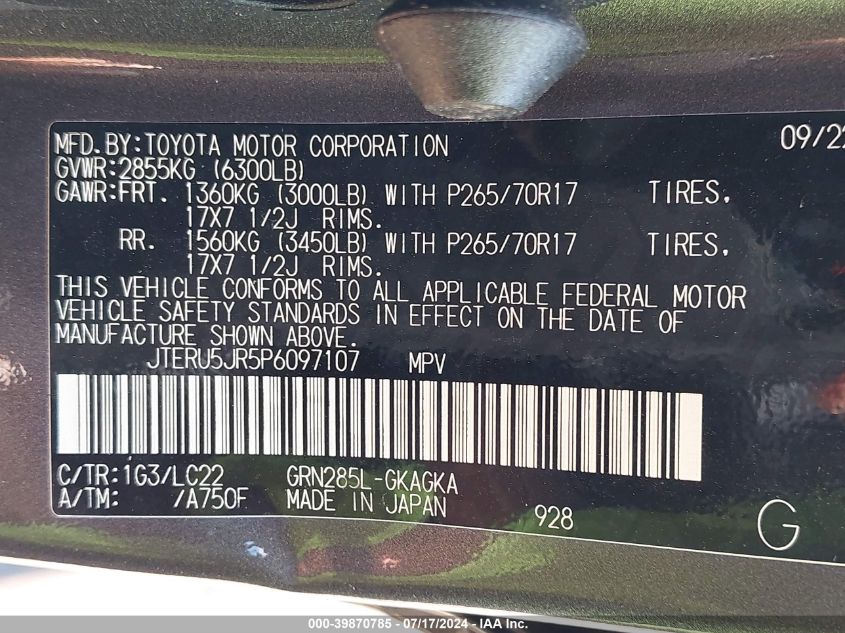 MFD.BY:TOYOTA MOTOR CORPORATION 09/22
GVWR:2855KG (6300LB)
GAWR:FRT. 1360KG (3000LB) WITH P265/70R17 TIRES,
17X7 1/2J RIMS.
RR. 1560KG (3450LB) WITH P265/70R17 TIRES,
17X7 1/2J RIMS.
THIS VEHICLE CONFORMS TO ALL APPLICABLE FEDERAL MOTOR
VEHICLE SAFETY STANDARDS IN EFFECT ON THE DATE OF
MANUFACTURE SHOWN ABOVE.
JTERU5JR5P6097107 MPV
C/TR:1G3/LC22 GRN285L-GKAGKA
A/TM: /A750F MADE IN JAPAN 928 G
000-39870785 - 07/17/2024 - IAA Inc.